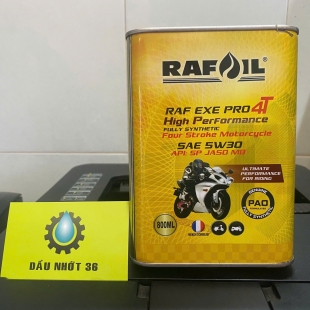 RAFOIL
RAF EXE PRO 4T
High Performance
FULLY SYNTHETIC
Four Stroke Motorcycle
SAE 5W30
API: SP JASO MB
ULTIMATE
PERFORMANCE
FOR RIDING
PAO
800ML
DẦU NHỚT 36